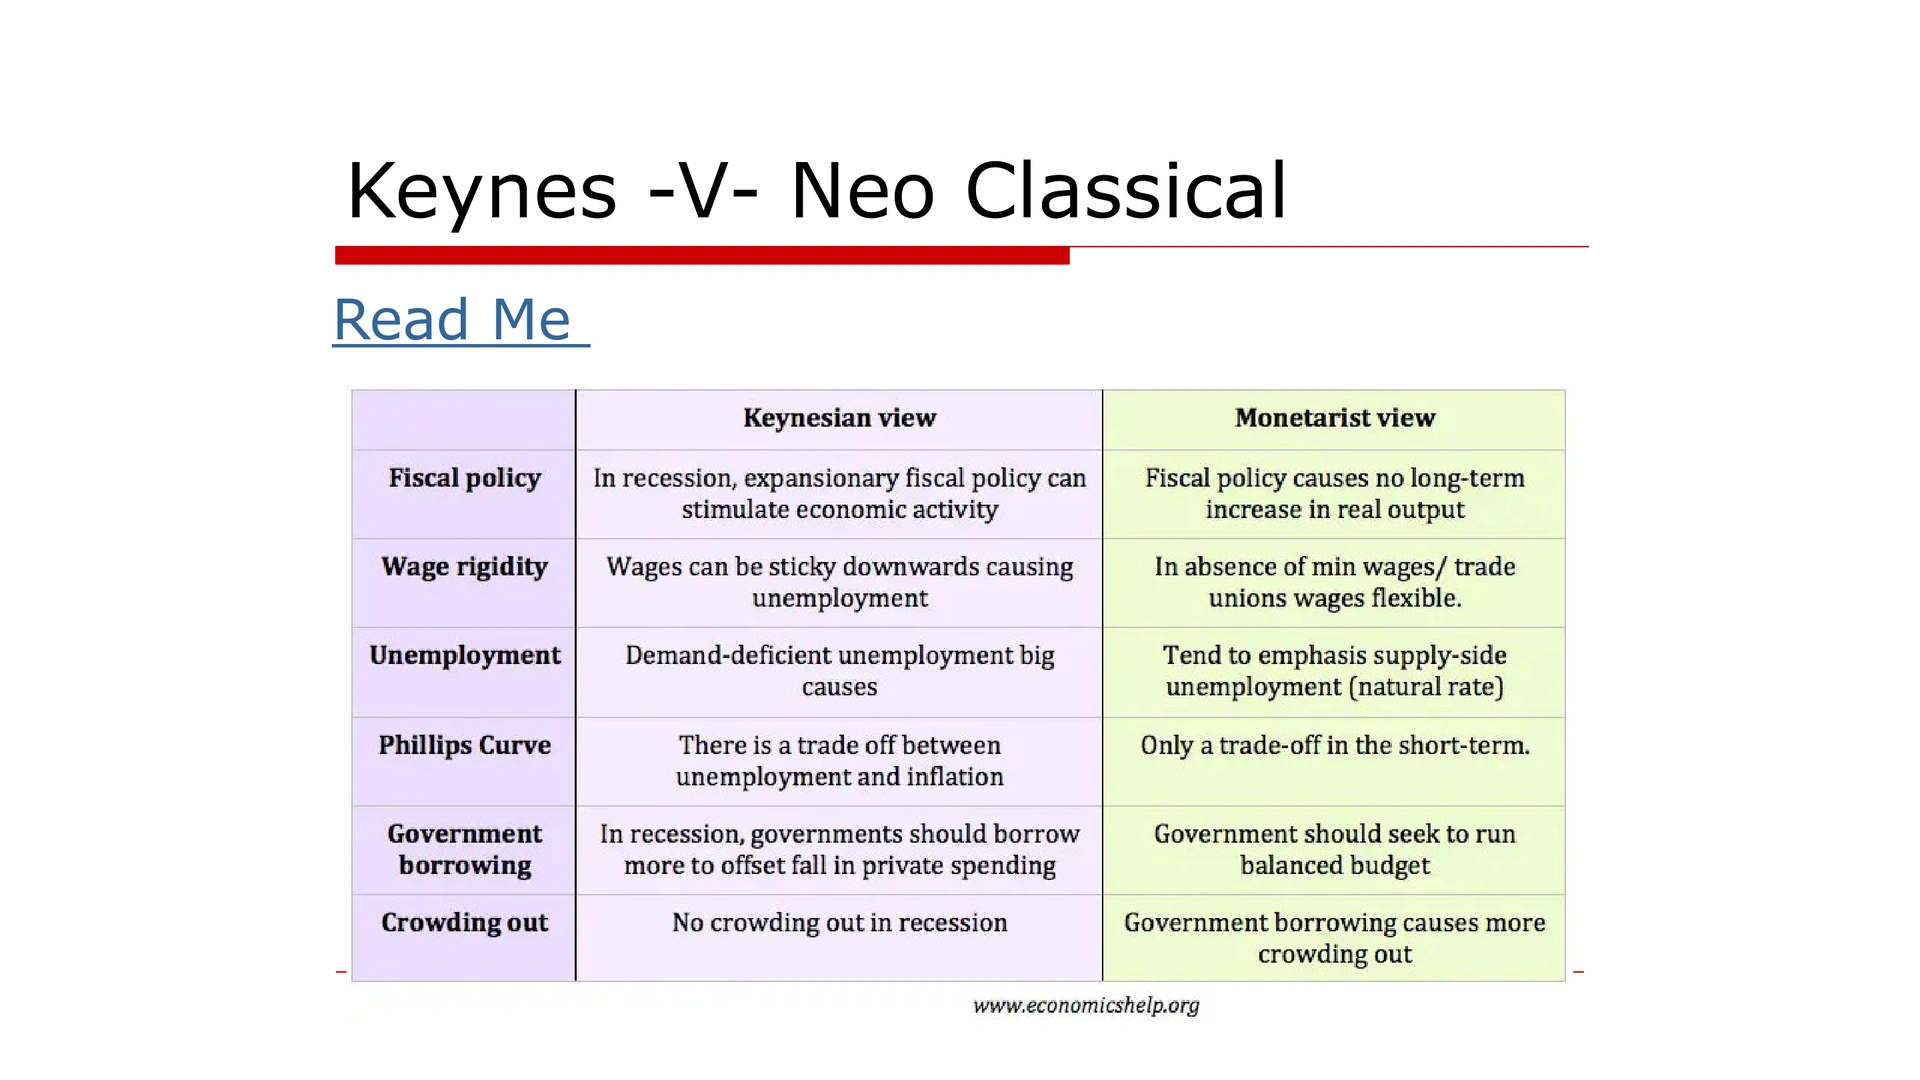 Keynes -V- Neo Classical
Read Me
Keynesian view
Monetarist view
Fiscal policy
In recession, expansionary fiscal policy can
stimulate economic activity
Fiscal policy causes no long-term
increase in real output
Wage rigidity
Wages can be sticky downwards causing
unemployment
In absence of min wages/ trade
unions wages flexible.
Unemployment
Demand-deficient unemployment big
causes
Tend to emphasis supply-side
unemployment (natural rate)
Phillips Curve
There is a trade off between
unemployment and inflation
Only a trade-off in the short-term.
Government
borrowing
In recession, governments should borrow
more to offset fall in private spending
Government should seek to run
balanced budget
Crowding out
No crowding out in recession
Government borrowing causes more
crowding out
www.economicshelp.org